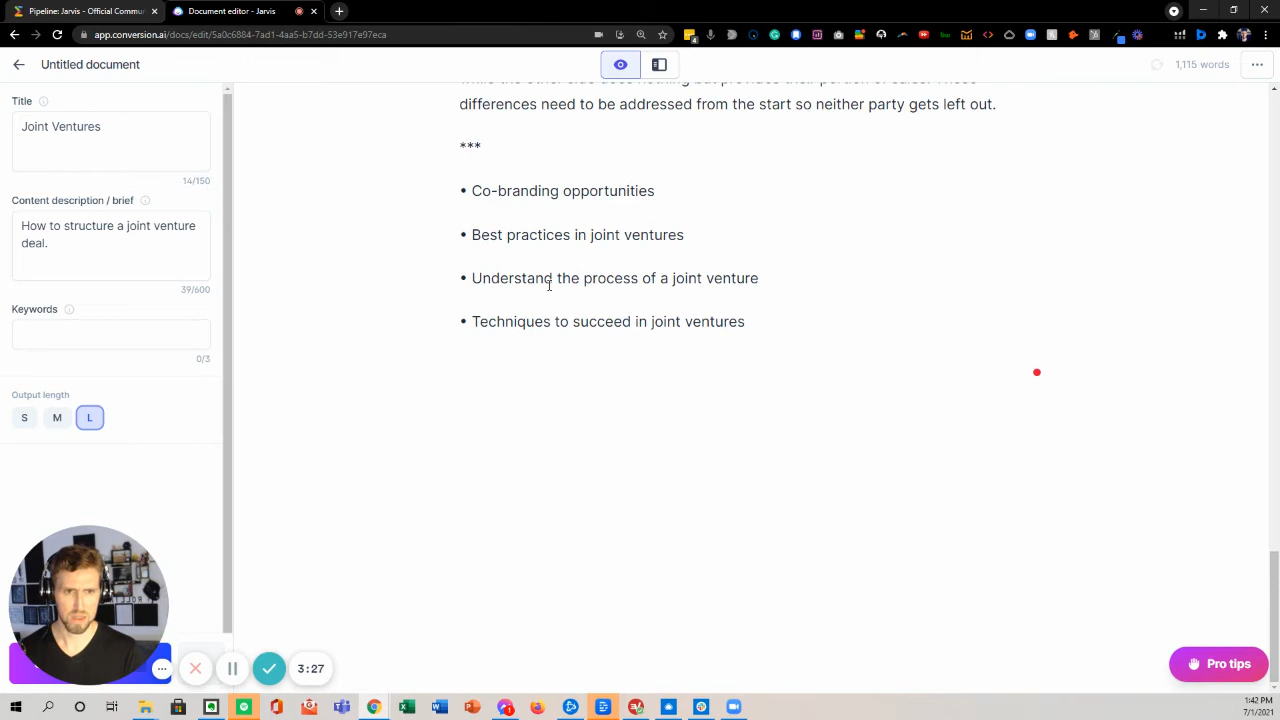 Pipeline: Jarvis - Official Commu
Document editor - Jarvis
app.conversion.ai/docs/edit/5a0c6884-7ad1-4aa5-b7dd-53e917e97eca
Untitled document
1,115 words
Title
Joint Ventures
14/150
Content description / brief
How to structure a joint venture
deal.
39/600
Keywords
0/3
Output length
S M L
differences need to be addressed from the start so neither party gets left out.
***
• Co-branding opportunities
• Best practices in joint ventures
• Understand the process of a joint venture
• Techniques to succeed in joint ventures
3:27
Pro tips
1:42 PM
7/1/2021